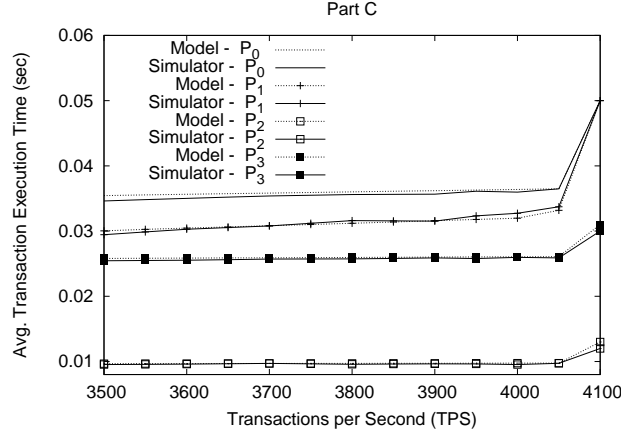 Part C
Avg. Transaction Execution Time (sec)
0.06
0.05
0.04
0.03
0.02
0.01
Model - P0
Simulator - P0
Model - P1
Simulator - P1
Model - P2
Simulator - P2
Model - P3
Simulator - P3
3500 3600 3700 3800 3900 4000 4100
Transactions per Second (TPS)